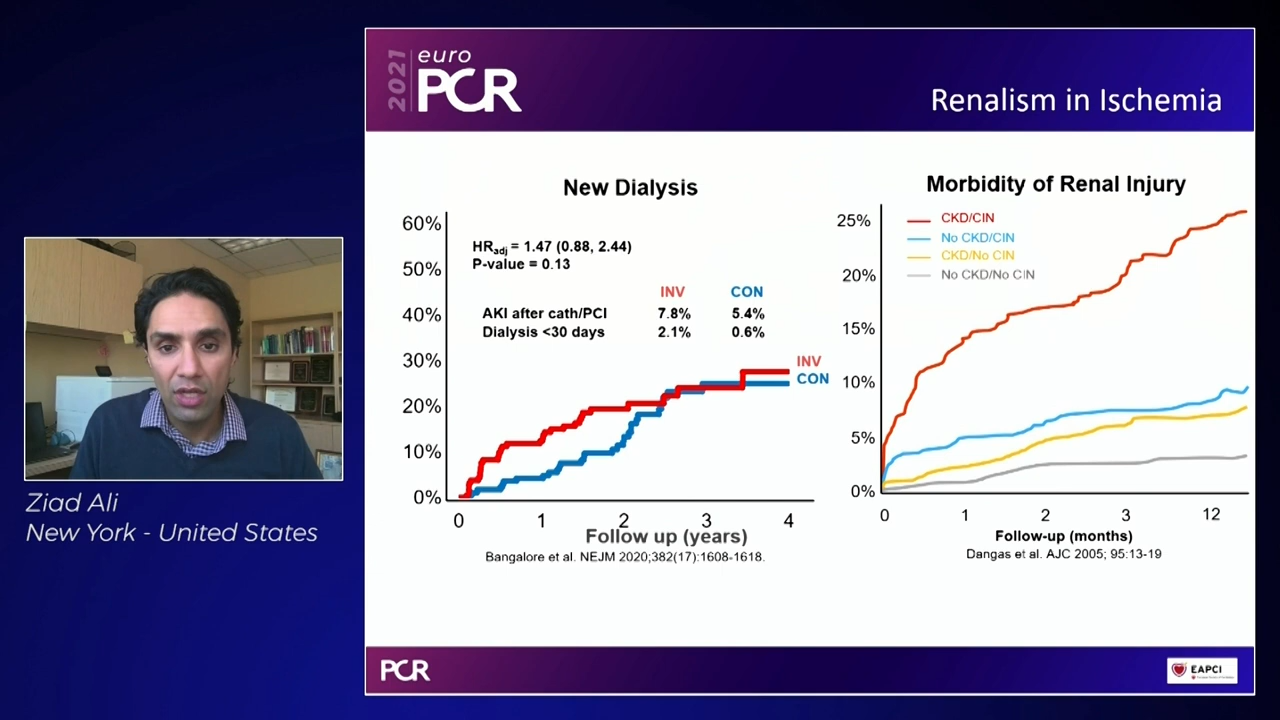 2021
euro
PCR
Renalism in Ischemia
New Dialysis
60%
50%
40%
30%
20%
10%
0%
HRadj = 1.47 (0.88, 2.44)
P-value = 0.13
INV CON
AKI after cath/PCI 7.8% 5.4%
Dialysis <30 days 2.1% 0.6%
INV
CON
0 1 2 3 4
Follow up (years)
Bangalore et al. NEJM 2020;382(17):1608-1618.
Morbidity of Renal Injury
25%
20%
15%
10%
5%
0%
CKD/CIN
No CKD/CIN
CKD/No CIN
No CKD/No CIN
0 1 2 3 12
Follow-up (months)
Dangas et al. AJC 2005; 95:13-19
Ziad Ali
New York - United States
PCR
EAPCI